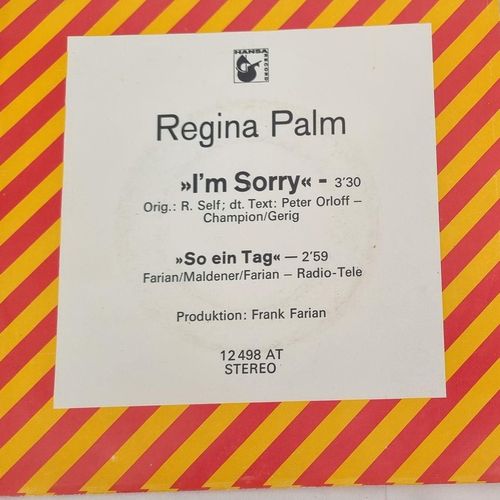 HANSA
RECORD
Regina Palm
»I'm Sorry« - 3'30
Orig.: R. Self; dt. Text: Peter Orloff –
Champion/Gerig
»So ein Tag« — 2'59
Farian/Maldener/Farian – Radio-Tele
Produktion: Frank Farian
12 498 AT
STEREO